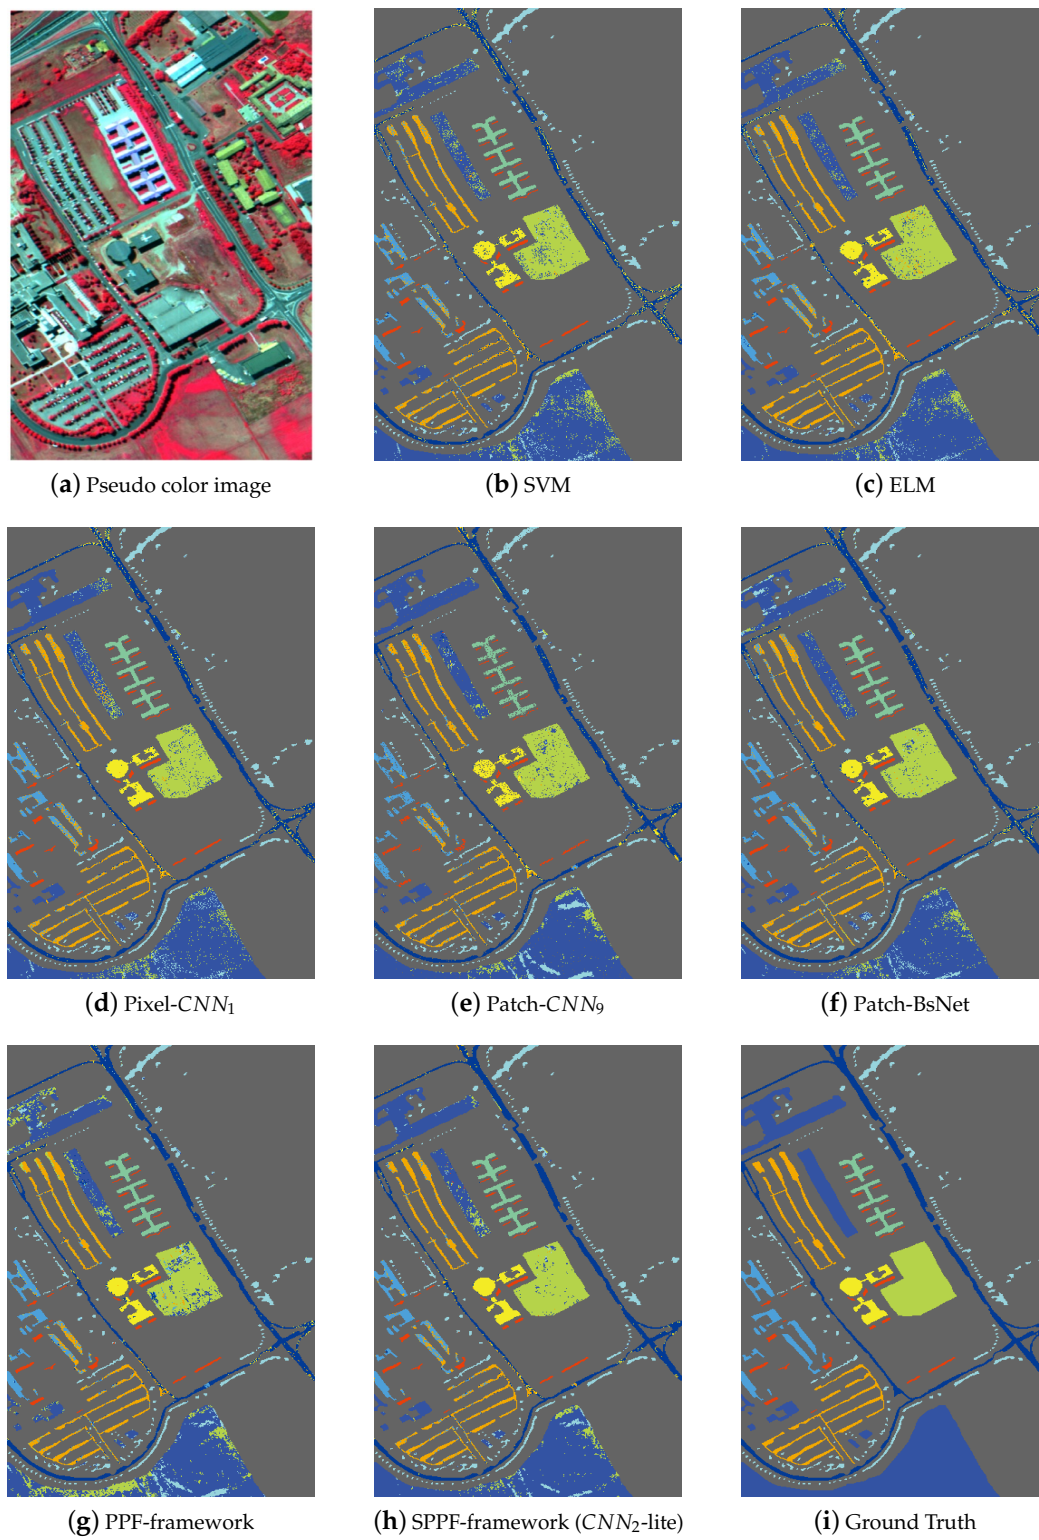 (a) Pseudo color image
(b) SVM
(c) ELM
(d) Pixel-CNN₁
(e) Patch-CNN₉
(f) Patch-BsNet
(g) PPF-framework
(h) SPPF-framework (CNN₂-lite)
(i) Ground Truth